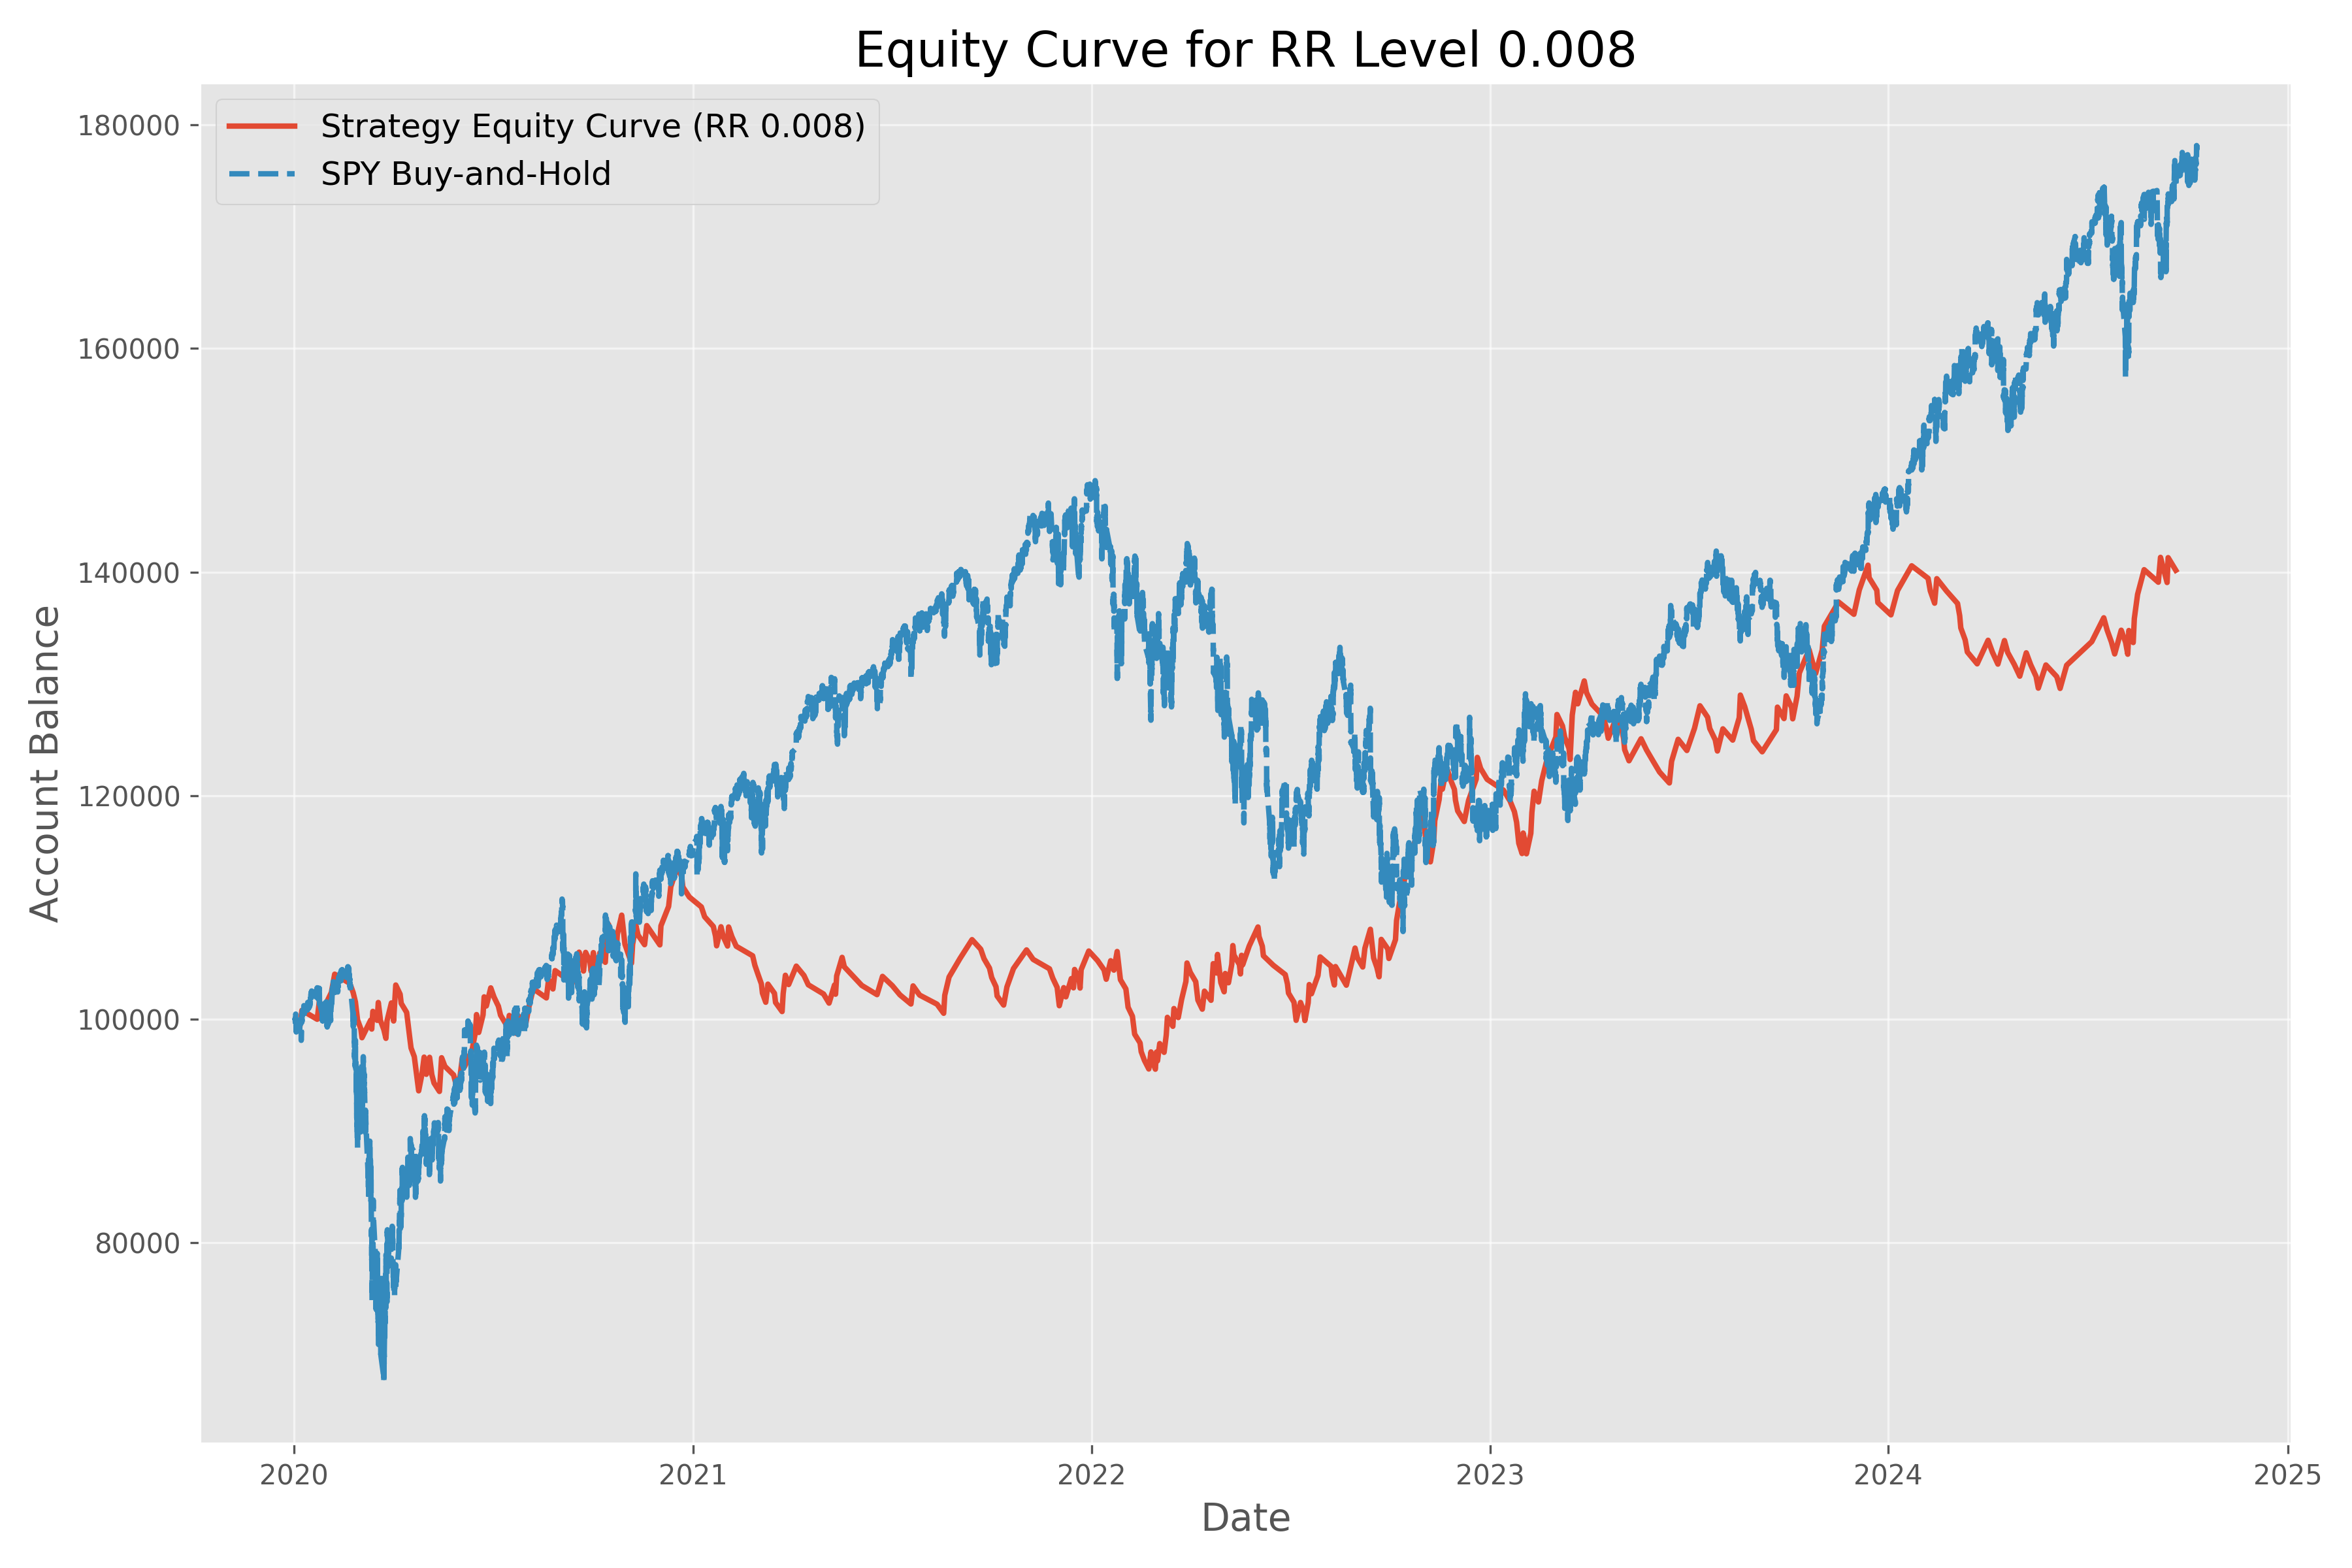 Equity Curve for RR Level 0.008
Strategy Equity Curve (RR 0.008)
SPY Buy-and-Hold
180000
160000
140000
120000
100000
80000
Account Balance
2020
2021
2022
2023
2024
2025
Date